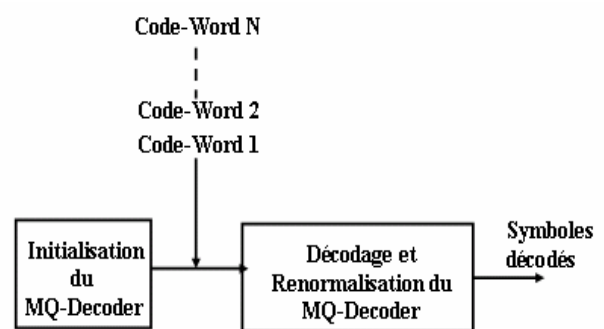 Code-Word N
Code-Word 2
Code-Word 1
Initialisation
du
MQ-Decoder
Décodage et
Renormalisation du
MQ-Decoder
Symboles
décodés